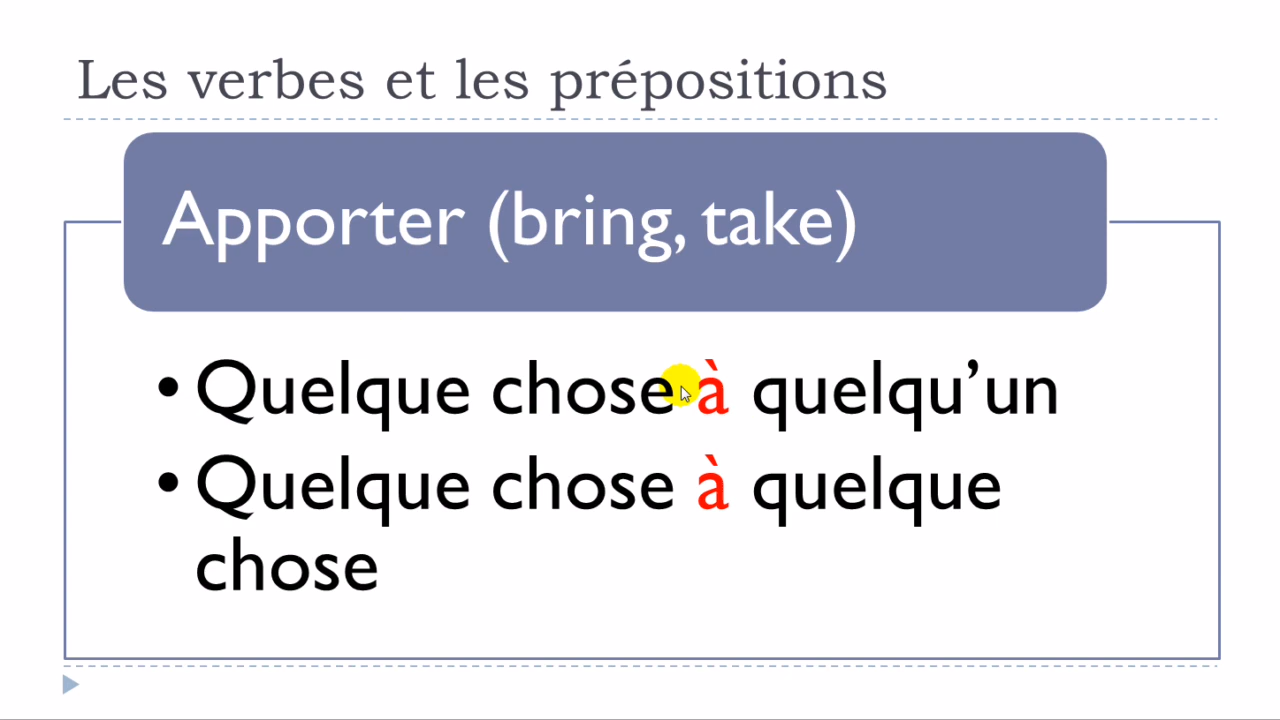 Les verbes et les prépositions
Apporter (bring, take)
• Quelque chose à quelqu’un
• Quelque chose à quelque
chose